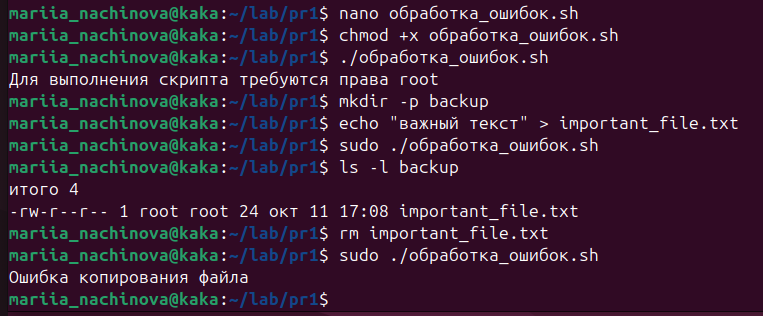 mariia_nachinova@kaka:~/lab/pr1$ nano обработка_ошибок.sh
mariia_nachinova@kaka:~/lab/pr1$ chmod +x обработка_ошибок.sh
mariia_nachinova@kaka:~/lab/pr1$ ./обработка_ошибок.sh
Для выполнения скрипта требуются права root
mariia_nachinova@kaka:~/lab/pr1$ mkdir -p backup
mariia_nachinova@kaka:~/lab/pr1$ echo "важный текст" > important_file.txt
mariia_nachinova@kaka:~/lab/pr1$ sudo ./обработка_ошибок.sh
mariia_nachinova@kaka:~/lab/pr1$ ls -l backup
итого 4
-rw-r--r-- 1 root root 24 окт 11 17:08 important_file.txt
mariia_nachinova@kaka:~/lab/pr1$ rm important_file.txt
mariia_nachinova@kaka:~/lab/pr1$ sudo ./обработка_ошибок.sh
Ошибка копирования файла
mariia_nachinova@kaka:~/lab/pr1$